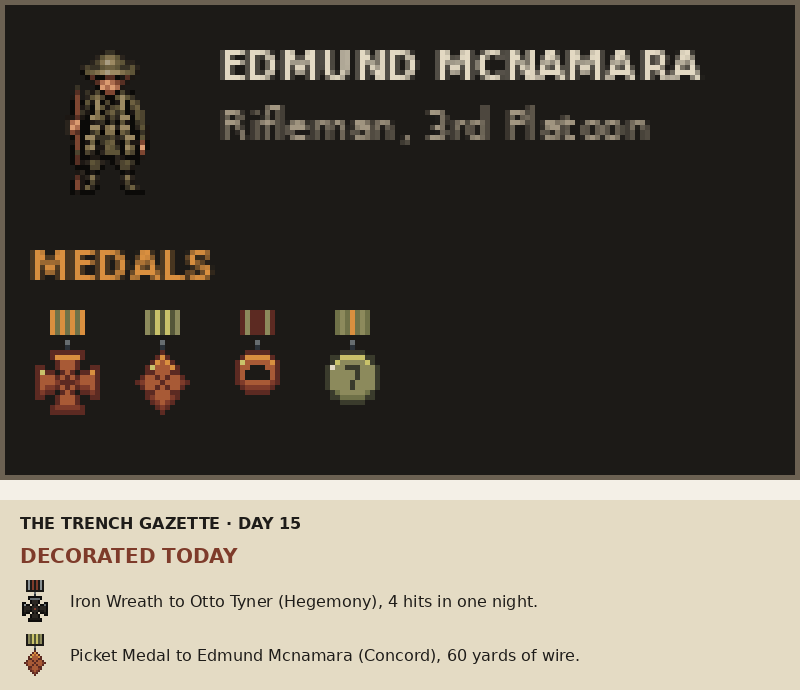 EDMUND MCNAMARA
Rifleman, 3rd Platoon
MEDALS
7
THE TRENCH GAZETTE · DAY 15
DECORATED TODAY
Iron Wreath to Otto Tyner (Hegemony), 4 hits in one night.
Picket Medal to Edmund Mcnamara (Concord), 60 yards of wire.